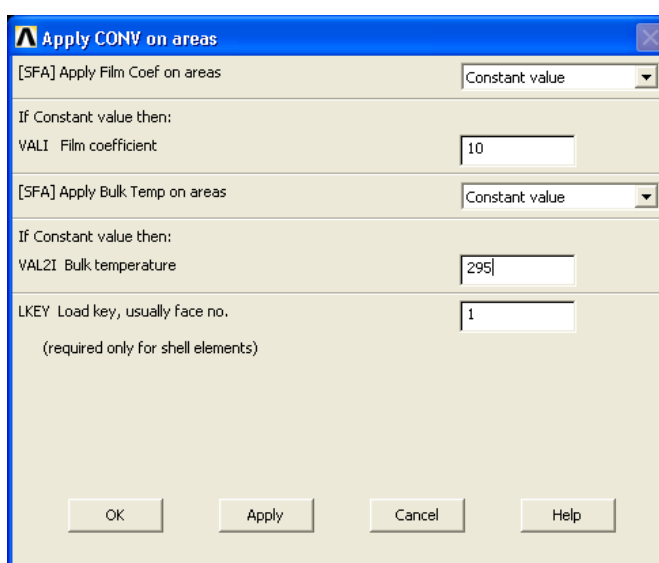 Apply CONV on areas
[SFA] Apply Film Coef on areas Constant value
If Constant value then:
VALI Film coefficient 10
[SFA] Apply Bulk Temp on areas Constant value
If Constant value then:
VAL2I Bulk temperature 295
LKEY Load key, usually face no. 1
(required only for shell elements)
OK Apply Cancel Help